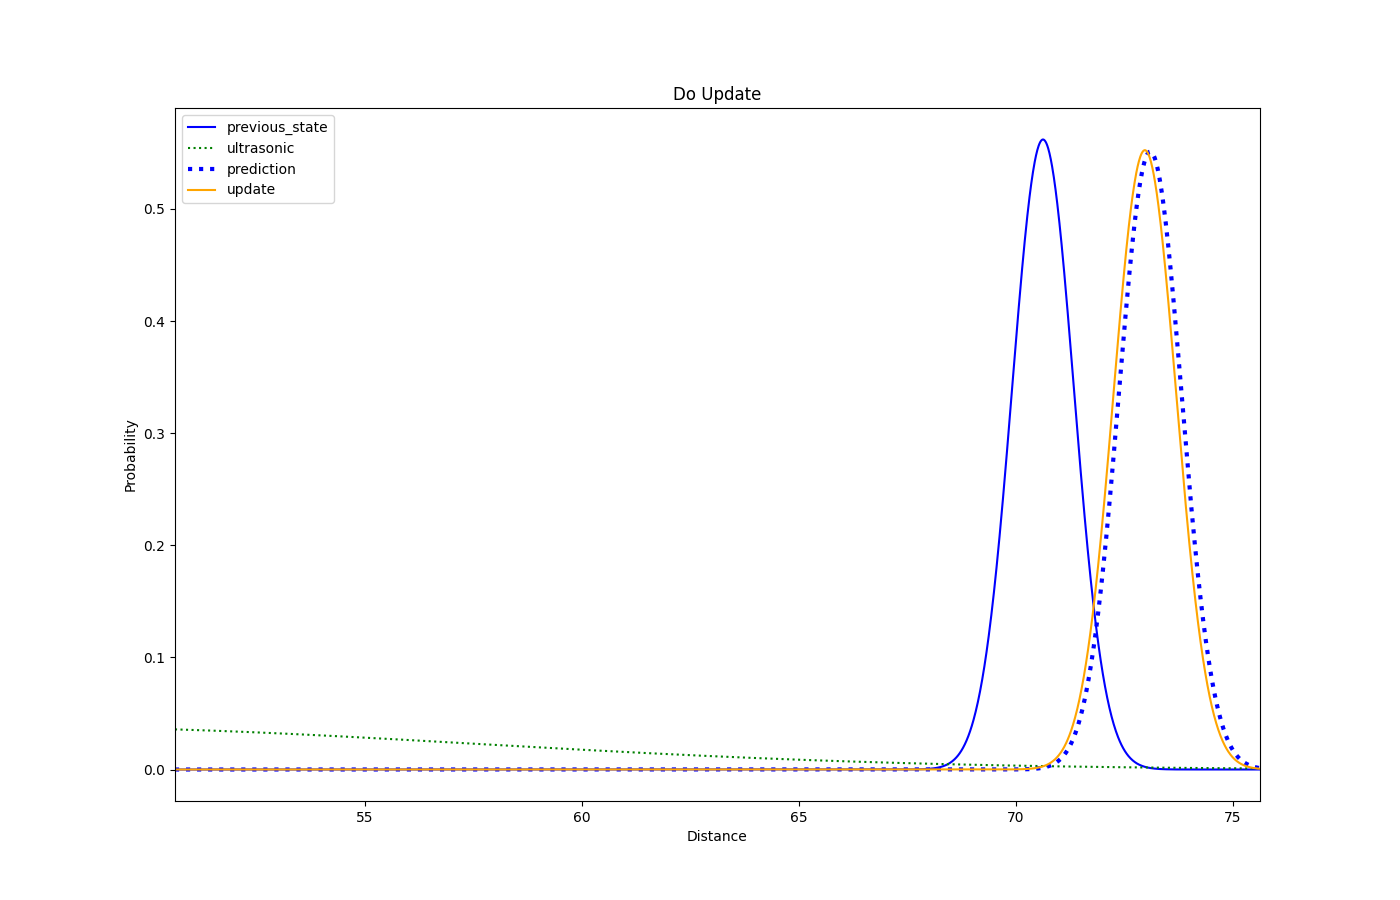 Do Update
previous_state
ultrasonic
prediction
update
Probability
0.5
0.4
0.3
0.2
0.1
0.0
55 60 65 70 75
Distance